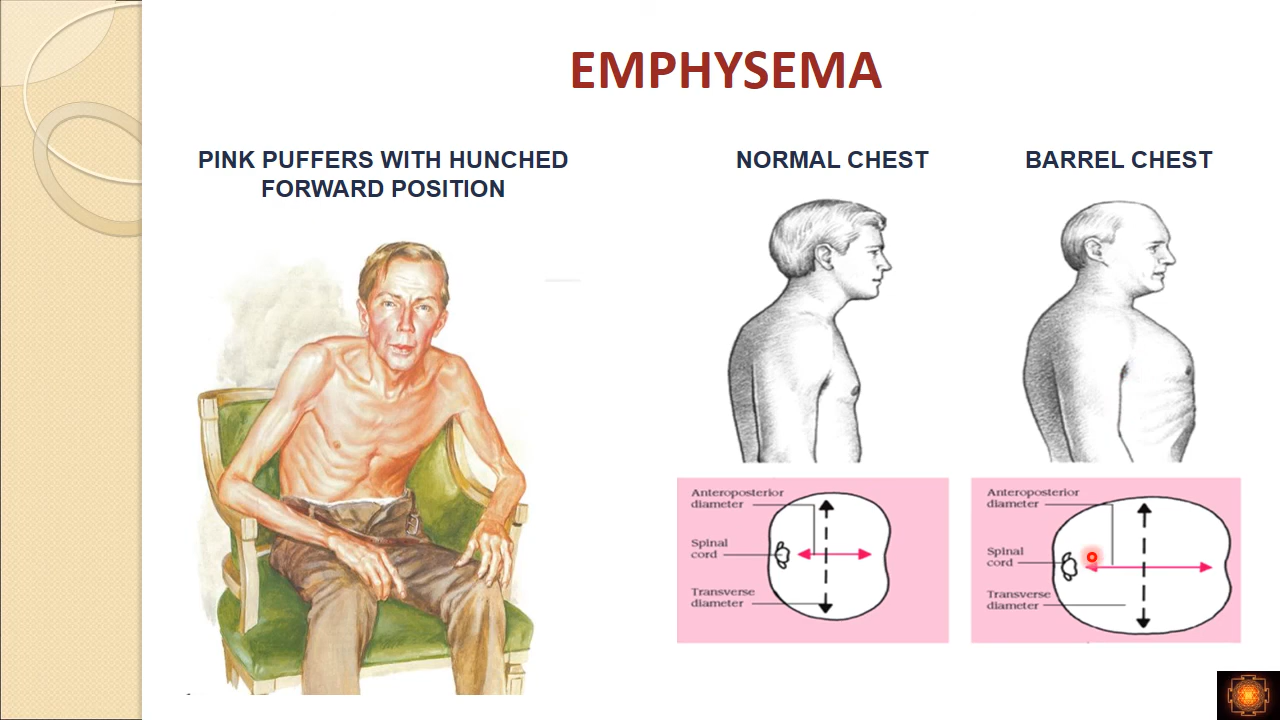 EMPHYSEMA
PINK PUFFERS WITH HUNCHED
FORWARD POSITION
NORMAL CHEST
BARREL CHEST
Anteroposterior
diameter
Spinal
cord
Transverse
diameter
Anteroposterior
diameter
Spinal
cord
Transverse
diameter